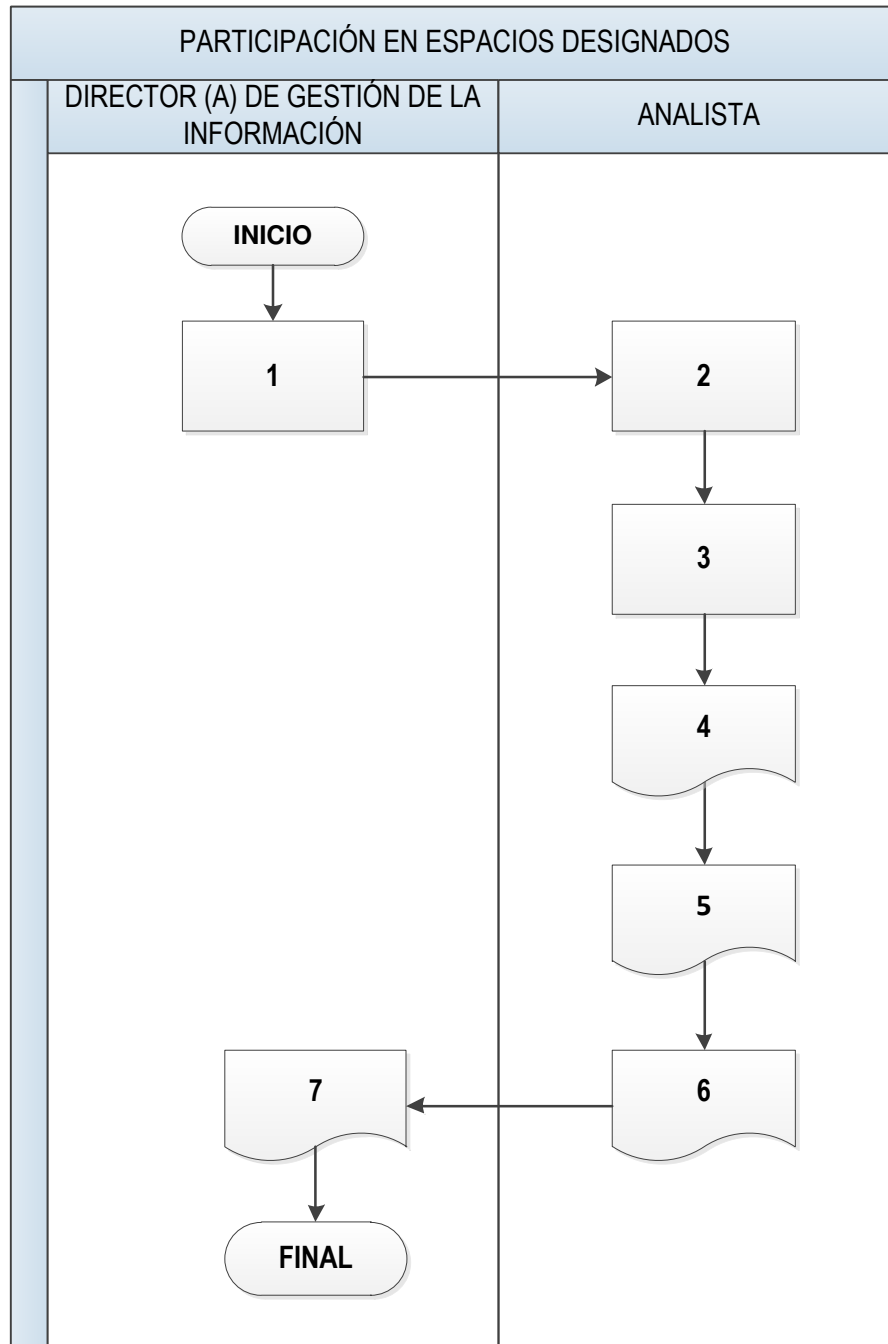 PARTICIPACIÓN EN ESPACIOS DESIGNADOS
DIRECTOR (A) DE GESTIÓN DE LA
INFORMACIÓN
ANALISTA
INICIO
1
2
3
4
5
6
7
FINAL